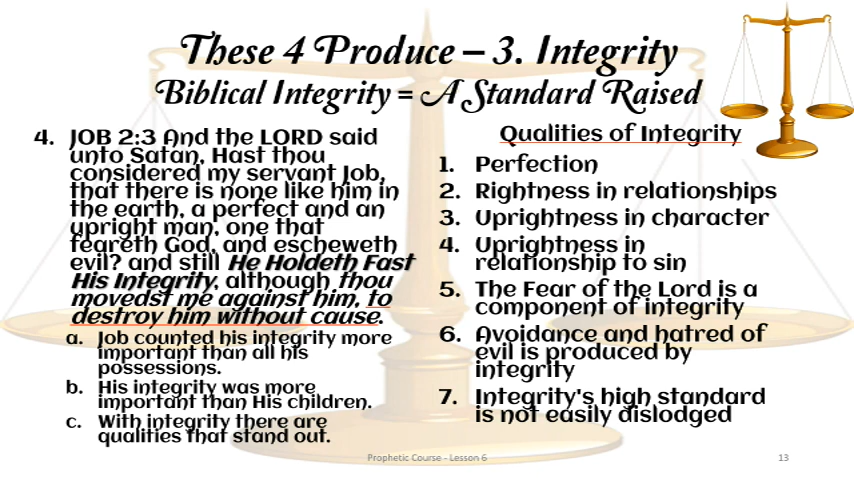 These 4 Produce – 3. Integrity
Biblical Integrity = A Standard Raised
4. JOB 2:3 And the LORD said
unto Satan, Hast thou
considered my servant Job,
that there is none like him in
the earth, a perfect and an
upright man, one that
feareth God, and escheweth
evil? and still He Holdeth Fast
His Integrity, although thou
movedst me against him, to
destroy him without cause.
a. Job counted his integrity more
important than all his
possessions.
b. His integrity was more
important than His children.
c. With integrity there are
qualities that stand out.
Qualities of Integrity
1. Perfection
2. Rightness in relationships
3. Uprightness in character
4. Uprightness in
relationship to sin
5. The Fear of the Lord is a
component of integrity
6. Avoidance and hatred of
evil is produced by
integrity
7. Integrity's high standard
is not easily dislodged
Prophetic Course - Lesson 6
13